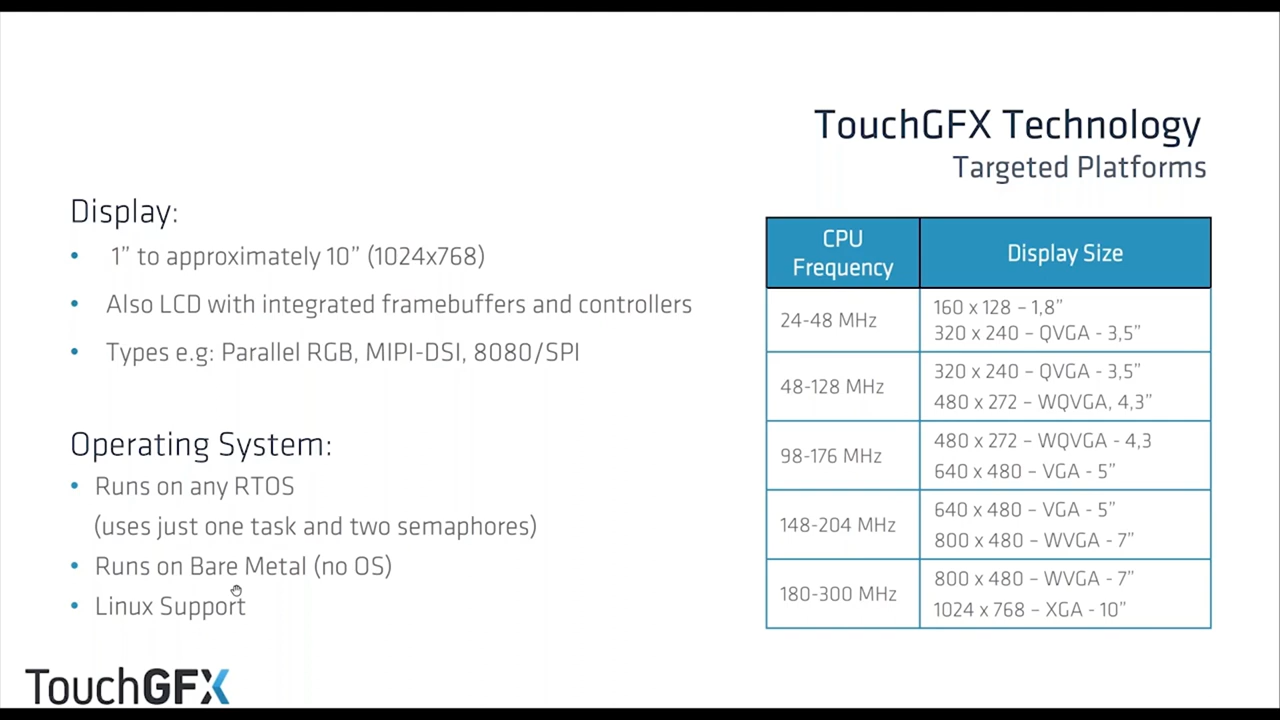 TouchGFX Technology
Targeted Platforms
Display:
• 1” to approximately 10” (1024x768)
• Also LCD with integrated framebuffers and controllers
• Types e.g: Parallel RGB, MIPI-DSI, 8080/SPI
Operating System:
• Runs on any RTOS
(uses just one task and two semaphores)
• Runs on Bare Metal (no OS)
• Linux Support
CPU
Frequency
Display Size
24-48 MHz
160 x 128 – 1,8”
320 x 240 – QVGA - 3,5”
48-128 MHz
320 x 240 – QVGA - 3,5”
480 x 272 – WQVGA, 4,3”
98-176 MHz
480 x 272 – WQVGA - 4,3
640 x 480 – VGA - 5”
148-204 MHz
640 x 480 – VGA - 5”
800 x 480 – WVGA - 7”
180-300 MHz
800 x 480 – WVGA - 7”
1024 x 768 – XGA - 10”
TouchGFX